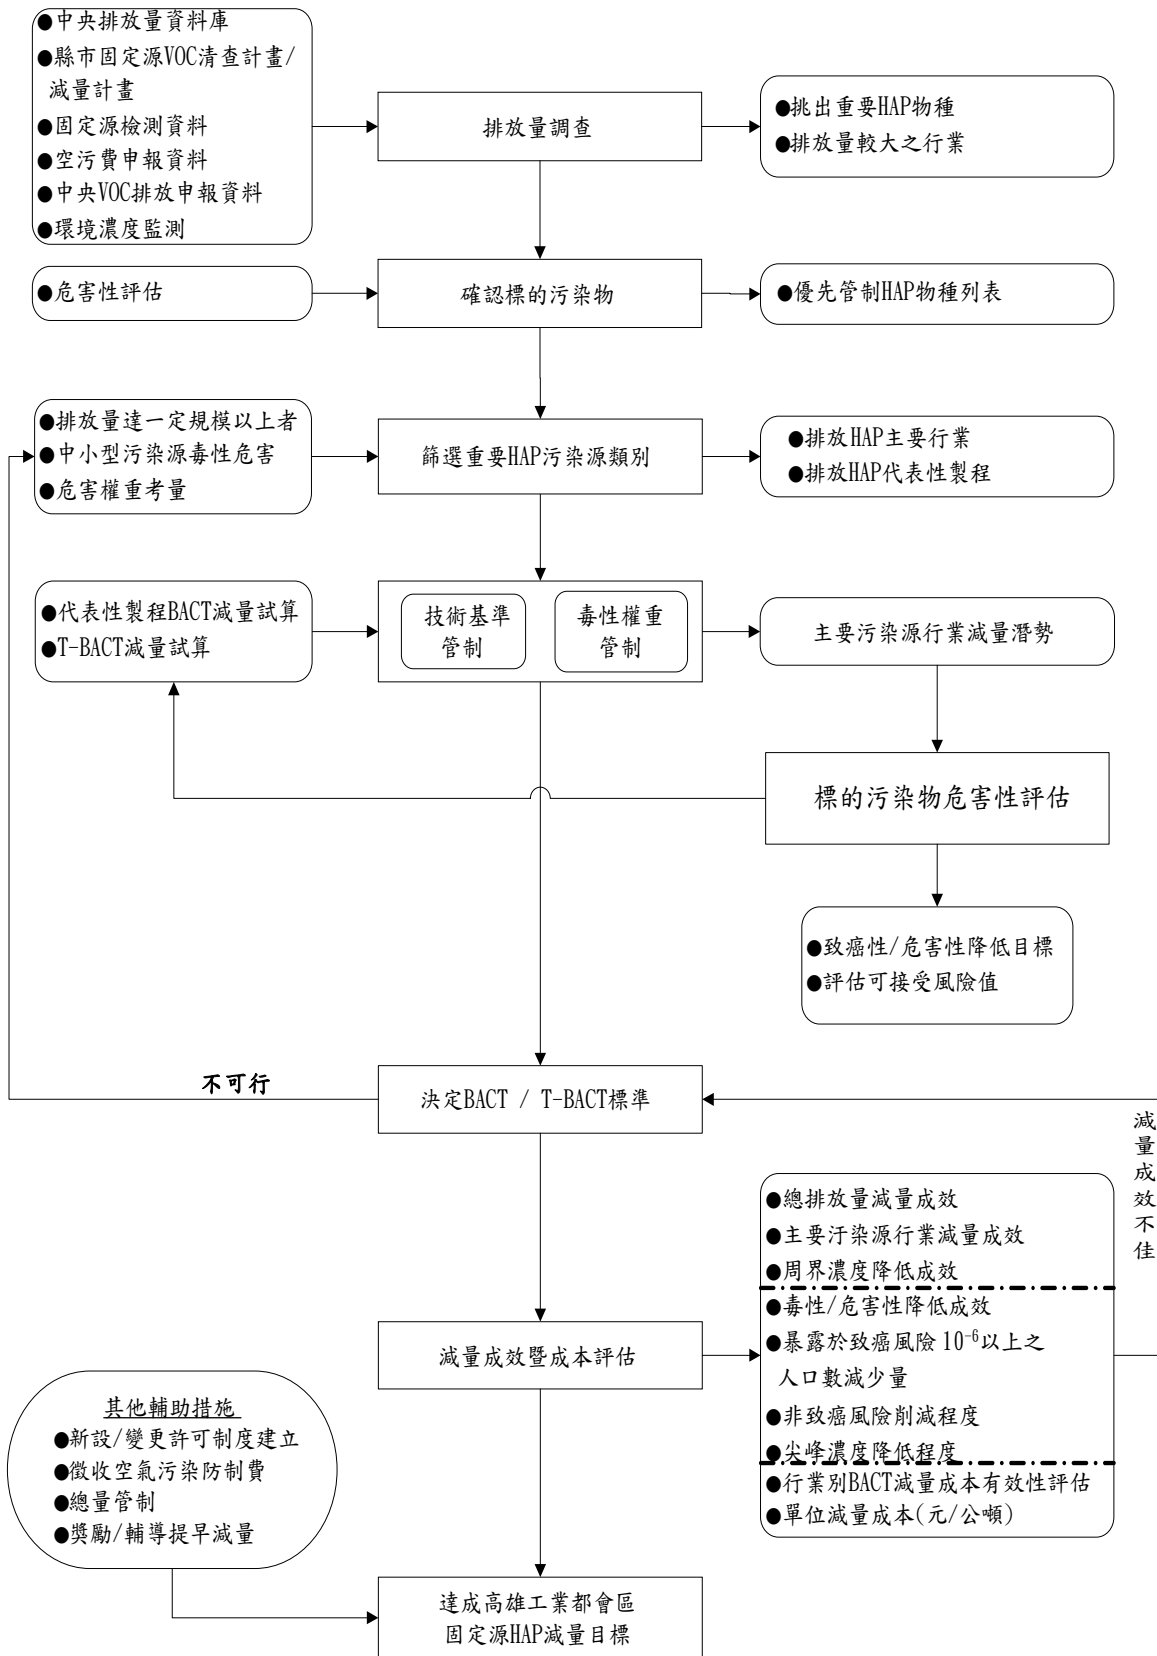 ●中央排放量資料庫
●縣市固定源VOC清查計畫/
減量計畫
●固定源檢測資料
●空污費申報資料
●中央VOC排放申報資料
●環境濃度監測
排放量調查
●挑出重要HAP物種
●排放量較大之行業
●危害性評估
確認標的污染物
●優先管制HAP物種列表
●排放量達一定規模以上者
●中小型污染源毒性危害
●危害權重考量
篩選重要HAP污染源類別
●排放HAP主要行業
●排放HAP代表性製程
●代表性製程BACT減量試算
●T-BACT減量試算
技術基準
管制
毒性權重
管制
主要污染源行業減量潛勢
標的污染物危害性評估
●致癌性/危害性降低目標
●評估可接受風險值
不可行
決定BACT / T-BACT標準
減量成效不佳
●總排放量減量成效
●主要汙染源行業減量成效
●周界濃度降低成效
●毒性/危害性降低成效
●暴露於致癌風險 10⁻⁶以上之
人口數減少量
●非致癌風險削減程度
●尖峰濃度降低程度
●行業別BACT減量成本有效性評估
●單位減量成本(元/公噸)
減量成效暨成本評估
其他輔助措施
●新設/變更許可制度建立
●徵收空氣污染防制費
●總量管制
●獎勵/輔導提早減量
達成高雄工業都會區
固定源HAP減量目標